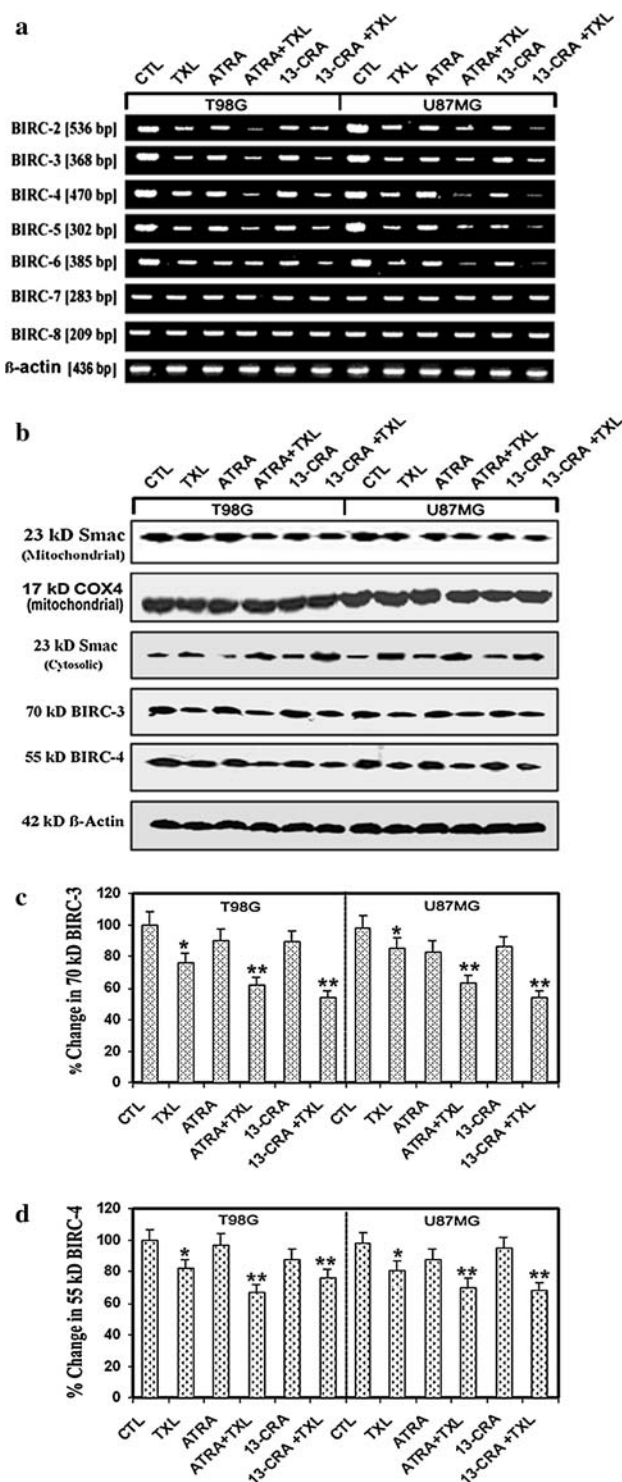 a
CTL TXL ATRA ATRA+TXL 13-CRA 13-CRA +TXL CTL TXL ATRA ATRA+TXL 13-CRA 13-CRA +TXL
T98G U87MG
BIRC-2 [536 bp]
BIRC-3 [368 bp]
BIRC-4 [470 bp]
BIRC-5 [302 bp]
BIRC-6 [385 bp]
BIRC-7 [283 bp]
BIRC-8 [209 bp]
ß-actin [436 bp]
b
CTL TXL ATRA ATRA+TXL 13-CRA 13-CRA +TXL CTL TXL ATRA ATRA+TXL 13-CRA 13-CRA +TXL
T98G U87MG
23 kD Smac
(Mitochondrial)
17 kD COX4
(mitochondrial)
23 kD Smac
(Cytosolic)
70 kD BIRC-3
55 kD BIRC-4
42 kD ß-Actin
c
% Change in 70 kD BIRC-3
120
100
80
60
40
20
0
T98G U87MG
* ** ** * ** **
CTL TXL ATRA ATRA+TXL 13-CRA 13-CRA +TXL CTL TXL ATRA ATRA+TXL 13-CRA 13-CRA +TXL
d
% Change in 55 kD BIRC-4
120
100
80
60
40
20
0
T98G U87MG
* ** ** * ** **
CTL TXL ATRA ATRA+TXL 13-CRA 13-CRA +TXL CTL TXL ATRA ATRA+TXL 13-CRA 13-CRA +TXL